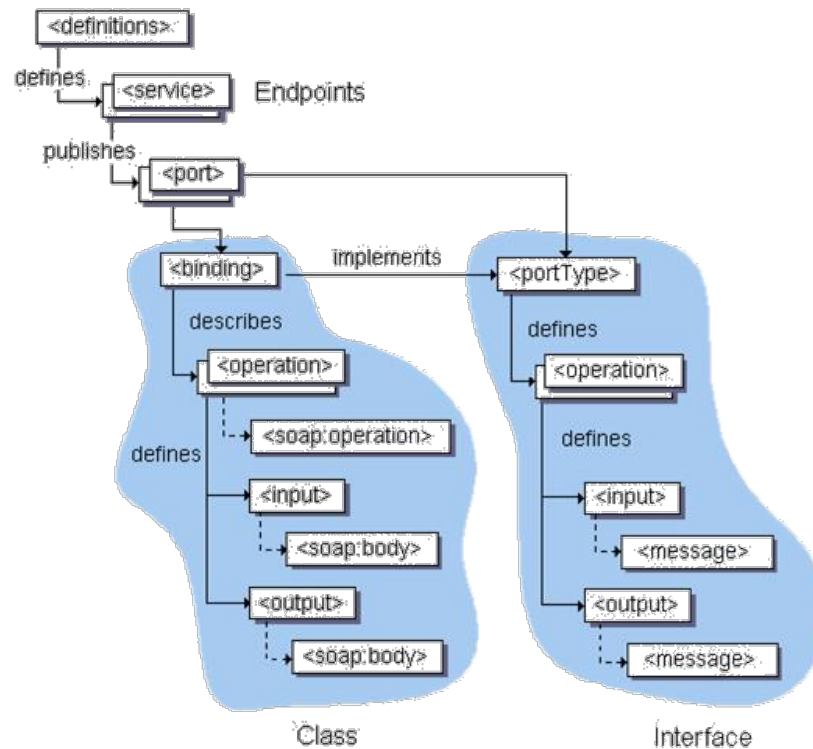 <definitions>
defines
<service>
Endpoints
publishes
<port>
<binding>
implements
<portType>
describes
defines
<operation>
<operation>
<soap:operation>
defines
defines
<input>
<input>
<soap:body>
<message>
<output>
<output>
<soap:body>
<message>
Class
Interface